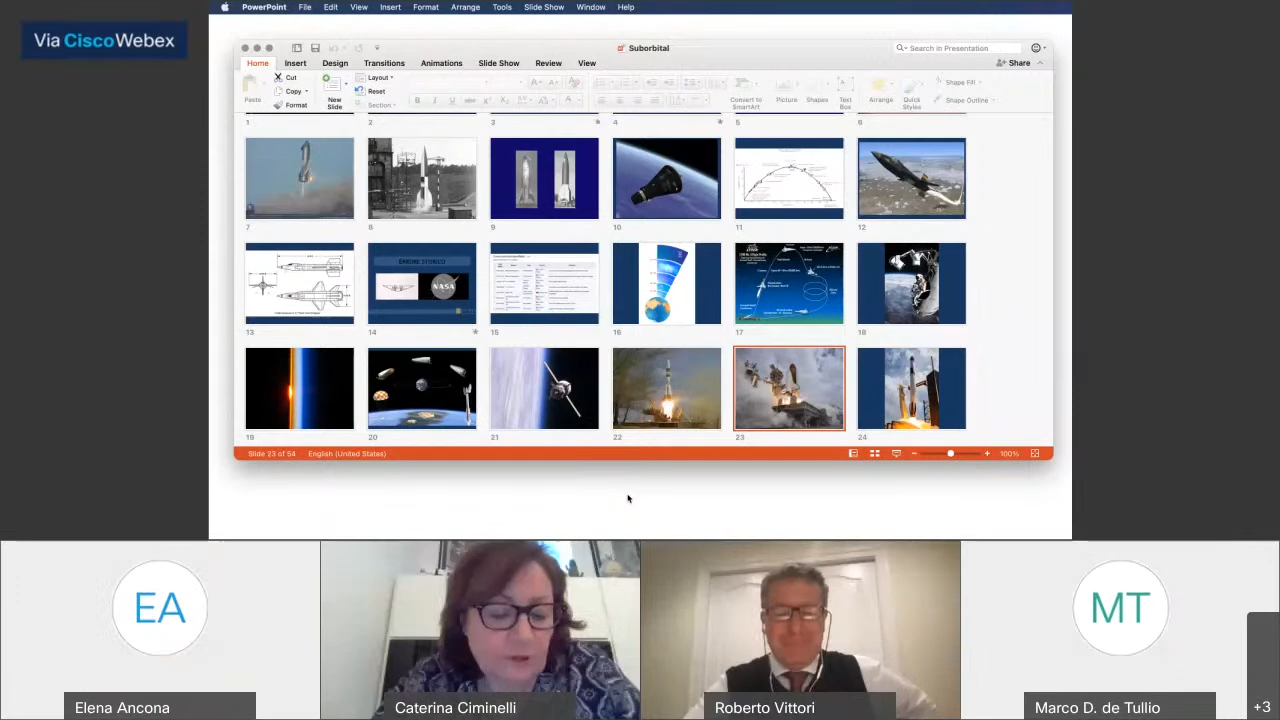 Via CiscoWebex
PowerPoint File Edit View Insert Format Arrange Tools Slide Show Window Help
Suborbital
Search in Presentation
Home Insert Design Transitions Animations Slide Show Review View
Share
Paste
Cut
Copy
Format
New Slide
Layout
Reset
Section
Convert to SmartArt
Picture
Shapes
Text Box
Arrange
Quick Styles
Shape Fill
Shape Outline
1 2 3 4 5 6
7 8 9 10 11 12
NASA
13 14 15 16 17 18
19 20 21 22 23 24
Slide 23 of 54 English (United States)
100%
EA
MT
Elena Ancona
Caterina Ciminelli
Roberto Vittori
Marco D. de Tullio
+3